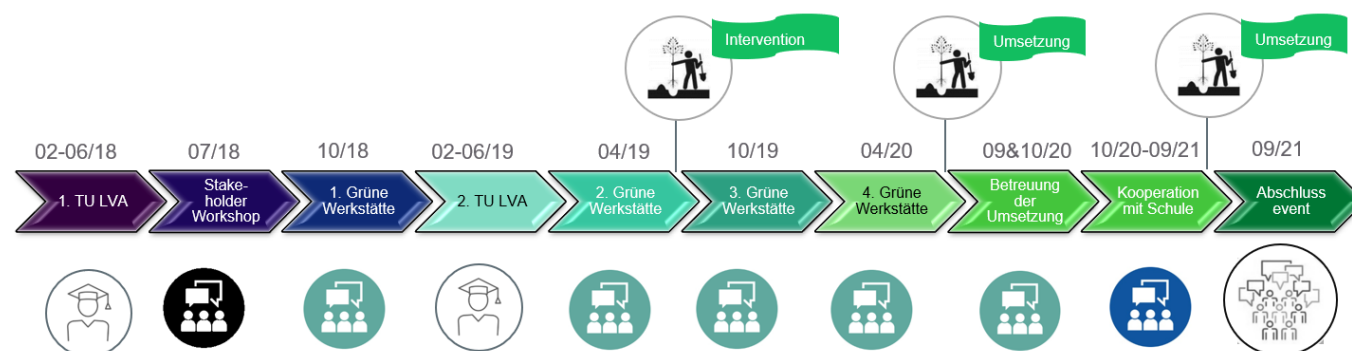 Intervention
Umsetzung
Umsetzung
02-06/18
07/18
10/18
02-06/19
04/19
10/19
04/20
09&10/20
10/20-09/21
09/21
1. TU LVA
Stake-
holder
Workshop
1. Grüne
Werkstätte
2. TU LVA
2. Grüne
Werkstätte
3. Grüne
Werkstätte
4. Grüne
Werkstätte
Betreuung
der
Umsetzung
Kooperation
mit Schule
Abschluss
event